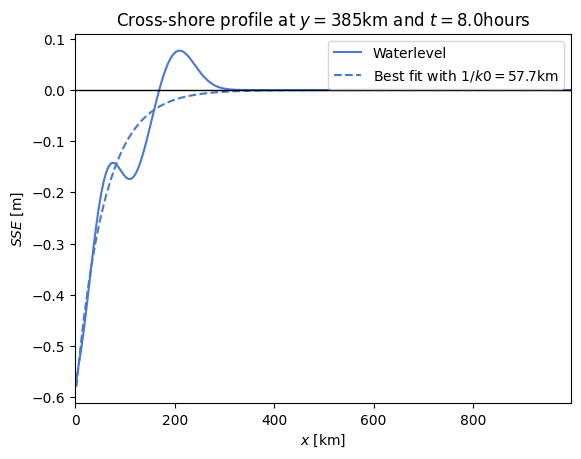 Cross-shore profile at y = 385km and t = 8.0hours
Waterlevel
Best fit with 1/k0 = 57.7km
0.1
0.0
−0.1
−0.2
−0.3
−0.4
−0.5
−0.6
SSE [m]
0 200 400 600 800
x [km]